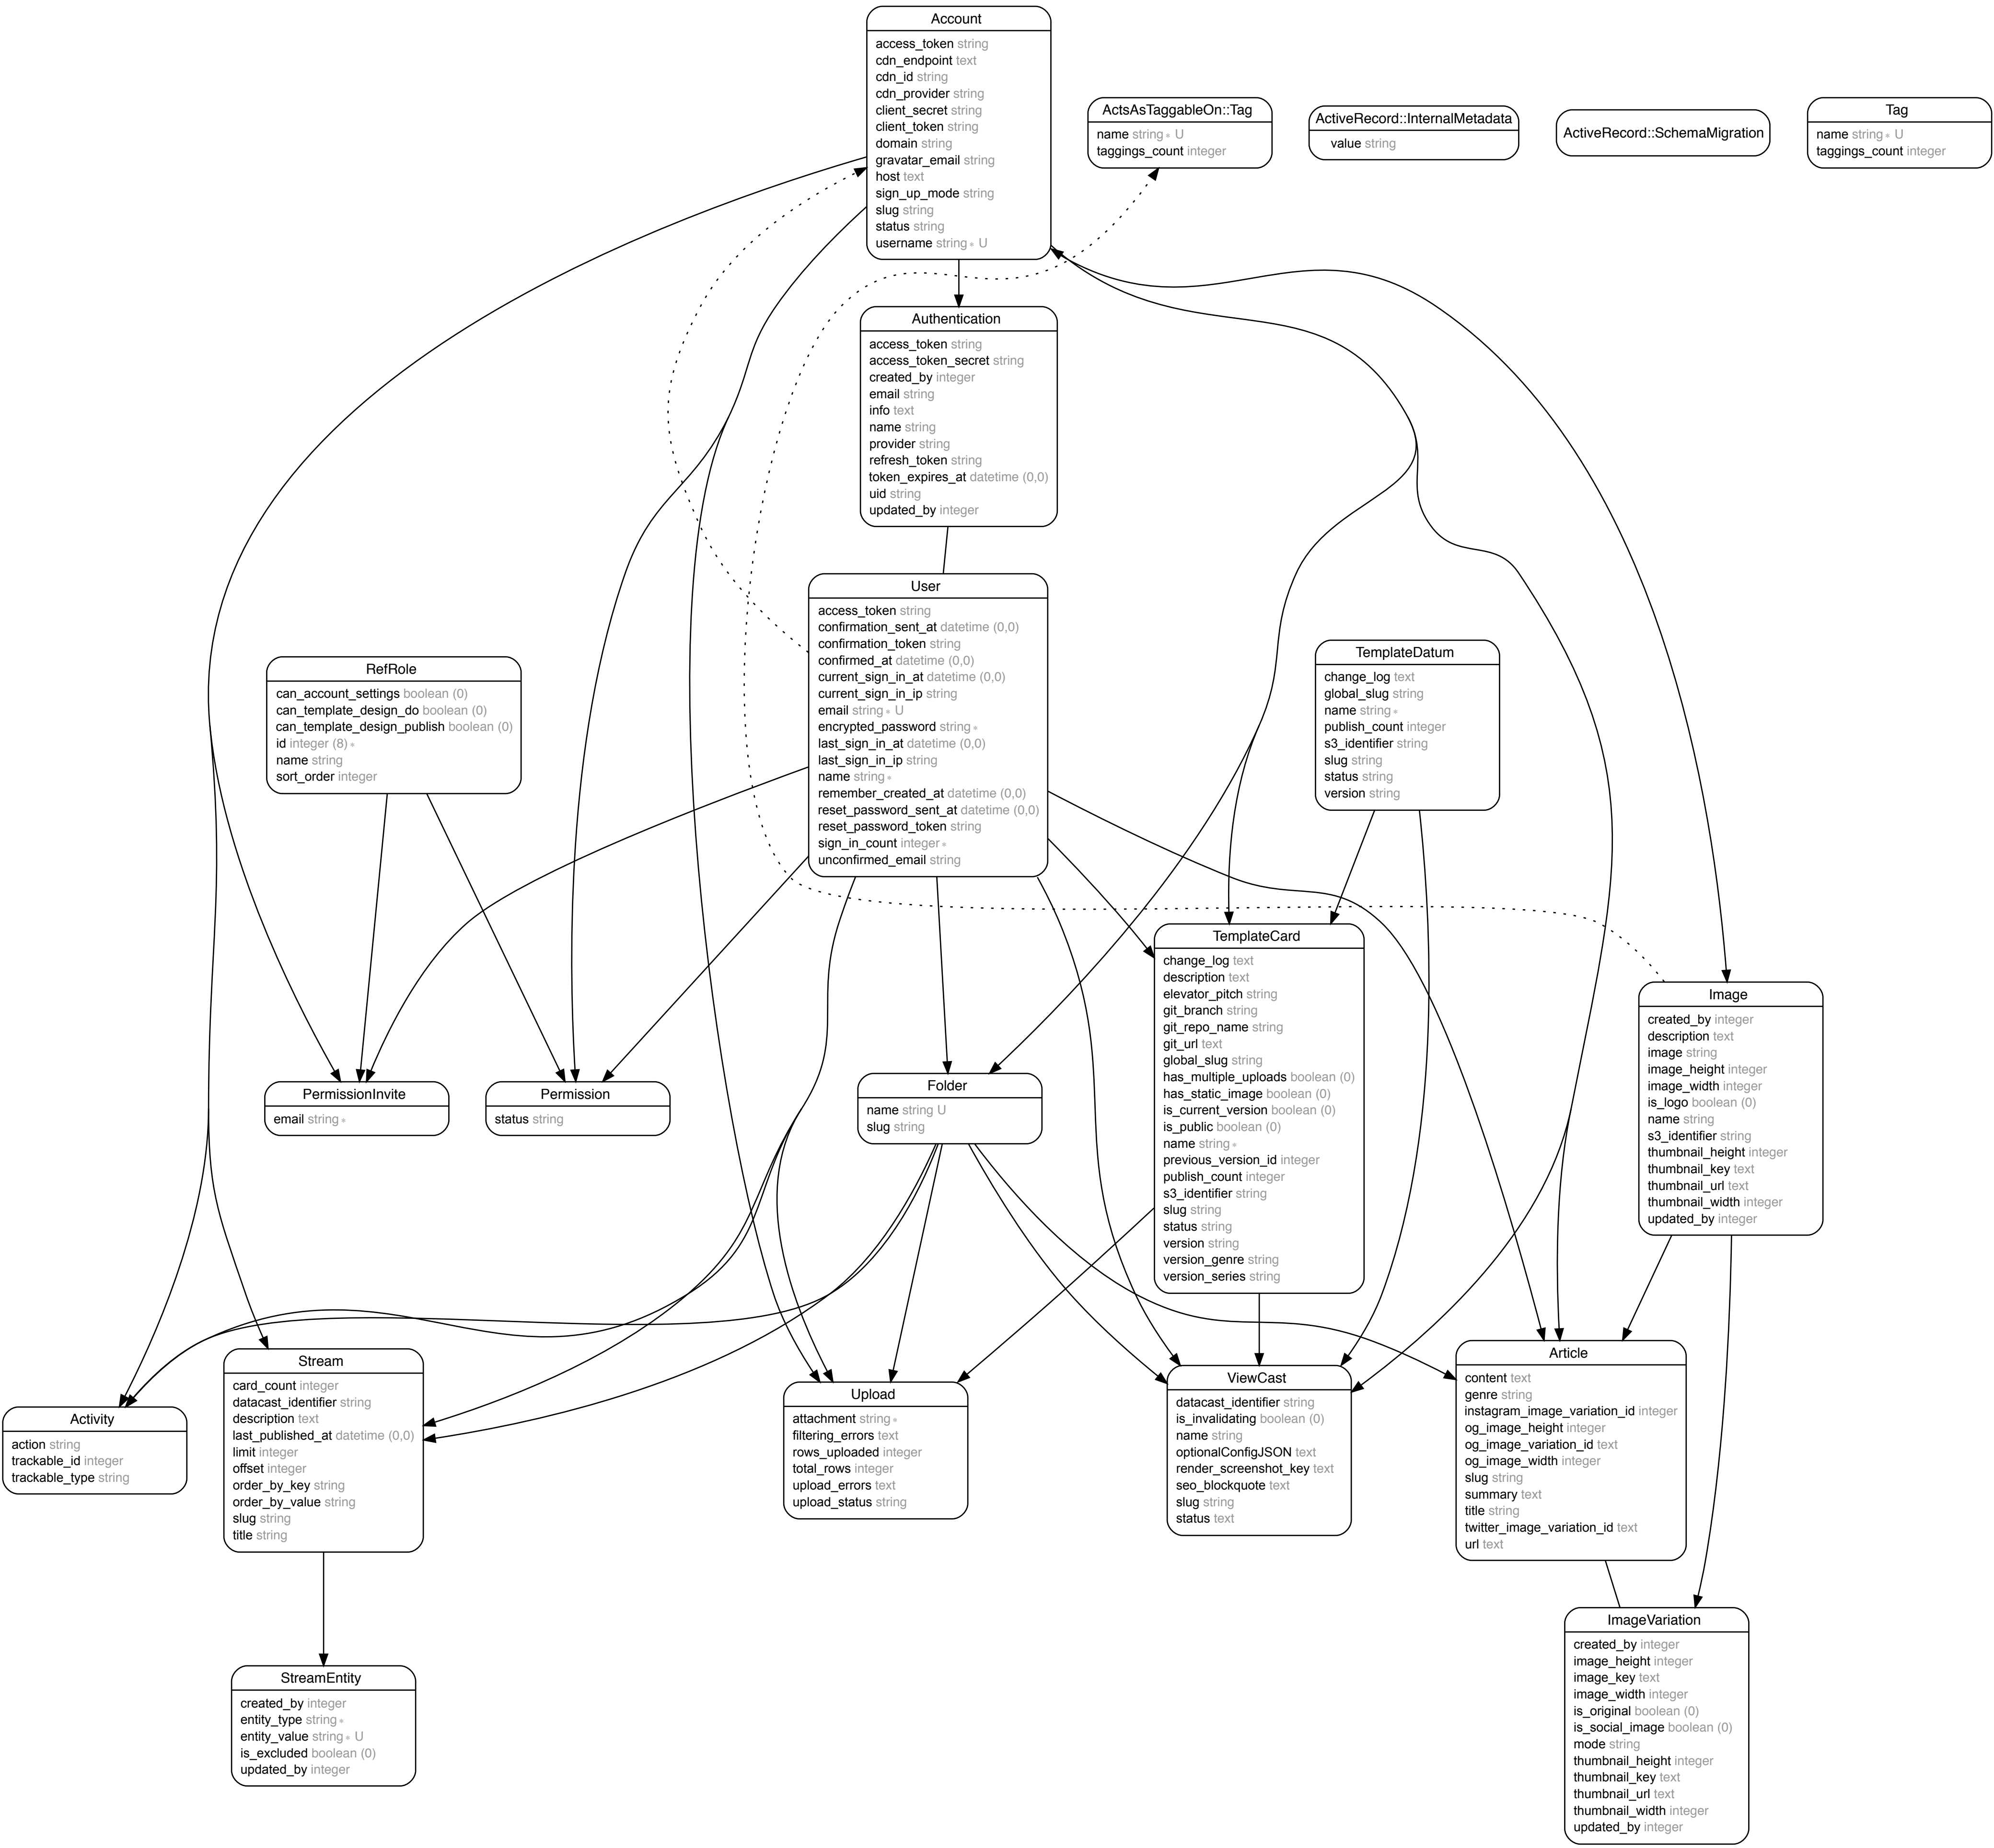 Account
access_token string
cdn_endpoint text
cdn_id string
cdn_provider string
client_secret string
client_token string
domain string
gravatar_email string
host text
sign_up_mode string
slug string
status string
username string∗ U
ActsAsTaggableOn::Tag
name string∗ U
taggings_count integer
ActiveRecord::InternalMetadata
value string
ActiveRecord::SchemaMigration
Tag
name string∗ U
taggings_count integer
Authentication
access_token string
access_token_secret string
created_by integer
email string
info text
name string
provider string
refresh_token string
token_expires_at datetime (0,0)
uid string
updated_by integer
User
access_token string
confirmation_sent_at datetime (0,0)
confirmation_token string
confirmed_at datetime (0,0)
current_sign_in_at datetime (0,0)
current_sign_in_ip string
email string∗ U
encrypted_password string∗
last_sign_in_at datetime (0,0)
last_sign_in_ip string
name string∗
remember_created_at datetime (0,0)
reset_password_sent_at datetime (0,0)
reset_password_token string
sign_in_count integer∗
unconfirmed_email string
RefRole
can_account_settings boolean (0)
can_template_design_do boolean (0)
can_template_design_publish boolean (0)
id integer (8)∗
name string
sort_order integer
TemplateDatum
change_log text
global_slug string
name string∗
publish_count integer
s3_identifier string
slug string
status string
version string
TemplateCard
change_log text
description text
elevator_pitch string
git_branch string
git_repo_name string
git_url text
global_slug string
has_multiple_uploads boolean (0)
has_static_image boolean (0)
is_current_version boolean (0)
is_public boolean (0)
name string∗
previous_version_id integer
publish_count integer
s3_identifier string
slug string
status string
version string
version_genre string
version_series string
Image
created_by integer
description text
image string
image_height integer
image_width integer
is_logo boolean (0)
name string
s3_identifier string
thumbnail_height integer
thumbnail_key text
thumbnail_url text
thumbnail_width integer
updated_by integer
PermissionInvite
email string∗
Permission
status string
Folder
name string U
slug string
Activity
action string
trackable_id integer
trackable_type string
Stream
card_count integer
datacast_identifier string
description text
last_published_at datetime (0,0)
limit integer
offset integer
order_by_key string
order_by_value string
slug string
title string
Upload
attachment string∗
filtering_errors text
rows_uploaded integer
total_rows integer
upload_errors text
upload_status string
ViewCast
datacast_identifier string
is_invalidating boolean (0)
name string
optionalConfigJSON text
render_screenshot_key text
seo_blockquote text
slug string
status text
Article
content text
genre string
instagram_image_variation_id integer
og_image_height integer
og_image_variation_id text
og_image_width integer
slug string
summary text
title string
twitter_image_variation_id text
url text
StreamEntity
created_by integer
entity_type string∗
entity_value string∗ U
is_excluded boolean (0)
updated_by integer
ImageVariation
created_by integer
image_height integer
image_key text
image_width integer
is_original boolean (0)
is_social_image boolean (0)
mode string
thumbnail_height integer
thumbnail_key text
thumbnail_url text
thumbnail_width integer
updated_by integer